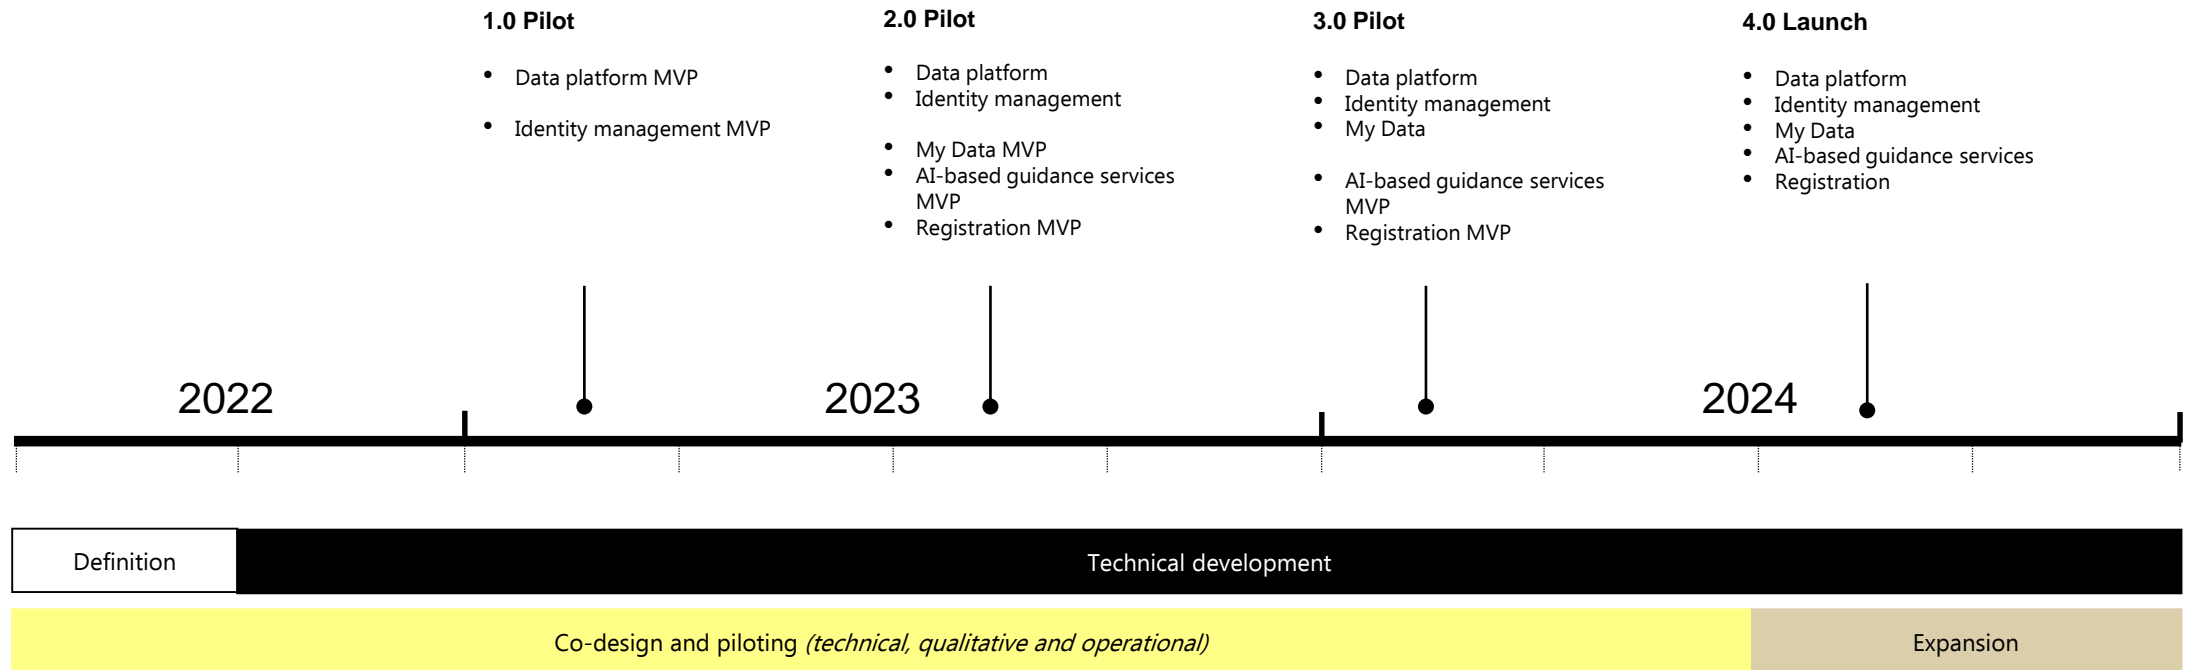 1.0 Pilot
• Data platform MVP
• Identity management MVP
2.0 Pilot
• Data platform
• Identity management
• My Data MVP
• AI-based guidance services
MVP
• Registration MVP
3.0 Pilot
• Data platform
• Identity management
• My Data
• AI-based guidance services
MVP
• Registration MVP
4.0 Launch
• Data platform
• Identity management
• My Data
• AI-based guidance services
• Registration
2022
2023
2024
Definition
Technical development
Co-design and piloting (technical, qualitative and operational)
Expansion